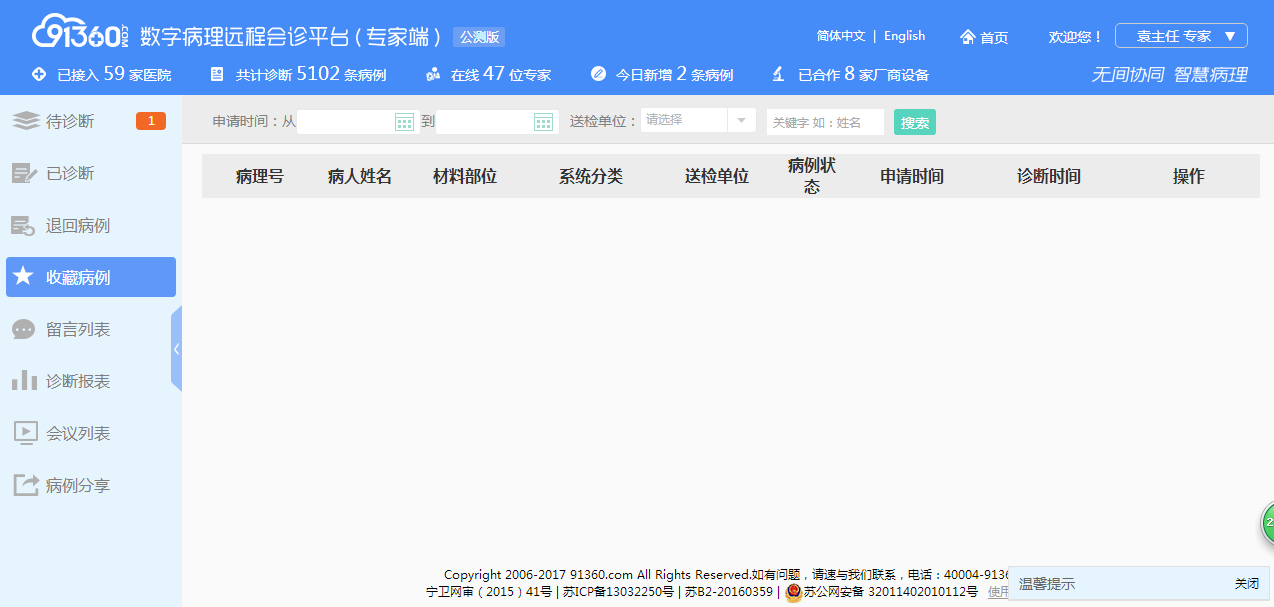 91360.COM 数字病理远程会诊平台（专家端） 公测版 简体中文 | English 首页 欢迎您！ 袁主任 专家 ▼
已接入 59 家医院 共计诊断 5102 条病例 在线 47 位专家 今日新增 2 条病例 已合作 8 家厂商设备 无间协同 智慧病理
待诊断 1
已诊断
退回病例
收藏病例
留言列表
诊断报表
会议列表
病例分享
申请时间：从 到 送检单位： 请选择 关键字 如：姓名 搜索
病理号 病人姓名 材料部位 系统分类 送检单位 病例状态 申请时间 诊断时间 操作
2
Copyright 2006-2017 91360.com All Rights Reserved.如有问题，请速与我们联系，电话：40004-9136
宁卫网审（2015）41号 | 苏ICP备13032250号 | 苏B2-20160359 | 苏公网安备 32011402010112号 使用
温馨提示 关闭